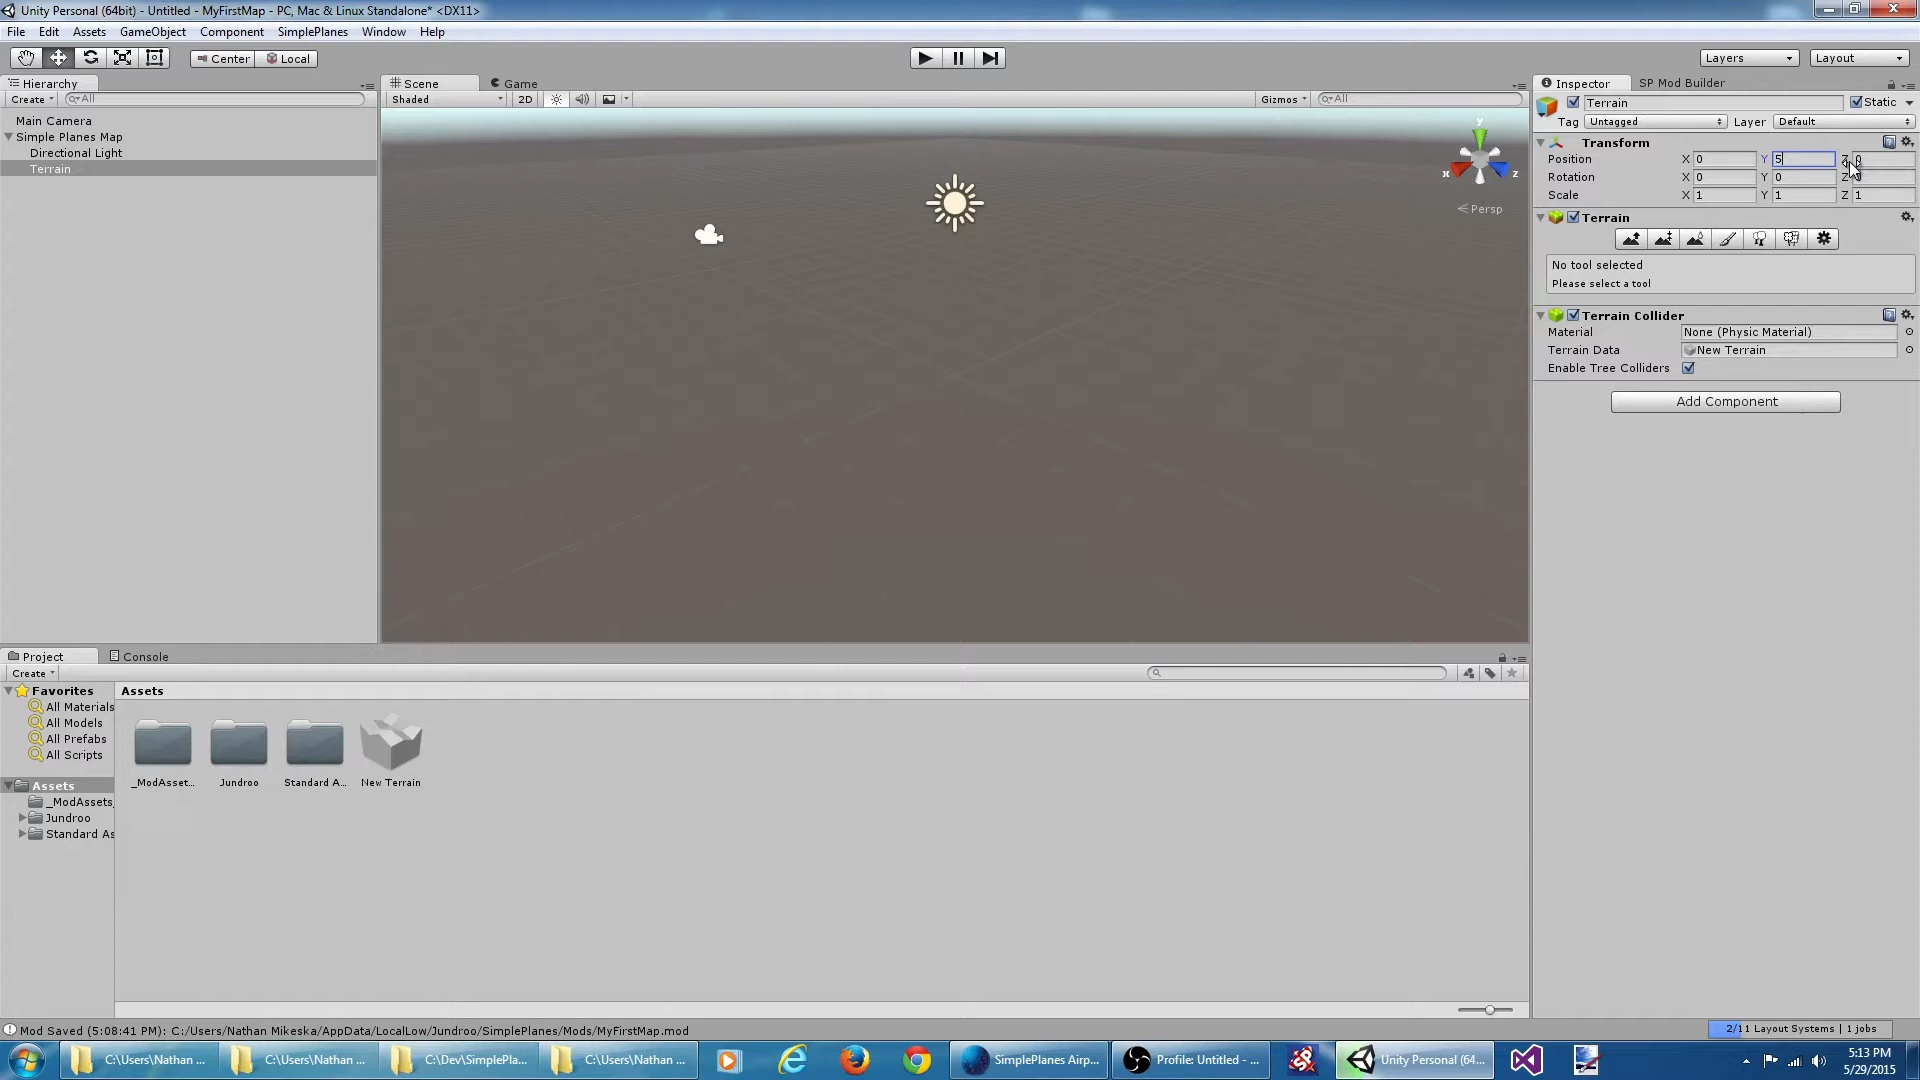 Unity Personal (64bit) - Untitled - MyFirstMap - PC, Mac & Linux Standalone* <DX11>
File Edit Assets GameObject Component SimplePlanes Window Help
Center Local Layers Layout
Hierarchy
Create All
Main Camera
Simple Planes Map
Directional Light
Terrain
Scene Game
Shaded 2D Gizmos All
y
x z
Persp
Inspector SP Mod Builder
Terrain Static
Tag Untagged Layer Default
Transform
Position X 0 Y 5 Z 0
Rotation X 0 Y 0 Z
Scale X 1 Y 1 Z 1
Terrain
No tool selected
Please select a tool
Terrain Collider
Material None (Physic Material)
Terrain Data New Terrain
Enable Tree Colliders
Add Component
Project Console
Create
Favorites
All Materials
All Models
All Prefabs
All Scripts
Assets
_ModAssets
Jundroo
Standard As
Assets
_ModAsset... Jundroo Standard A... New Terrain
Mod Saved (5:08:41 PM): C:/Users/Nathan Mikeska/AppData/LocalLow/Jundroo/SimplePlanes/Mods/MyFirstMap.mod
2/11 Layout Systems | 1 jobs
C:\Users\Nathan ... C:\Users\Nathan ... C:\Dev\SimplePla... C:\Users\Nathan ... SimplePlanes Airp... Profile: Untitled - ... Unity Personal (64...
5:13 PM
5/29/2015